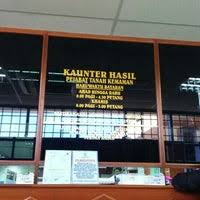 KAUNTER HASIL
PEJABAT TANAH KEMAMAN
HARI/WAKTU BAYARAN
AHAD HINGGA RABU
8.00 PAGI - 4.30 PETANG
KHAMIS
8.00 PAGI - 3.00 PETANG